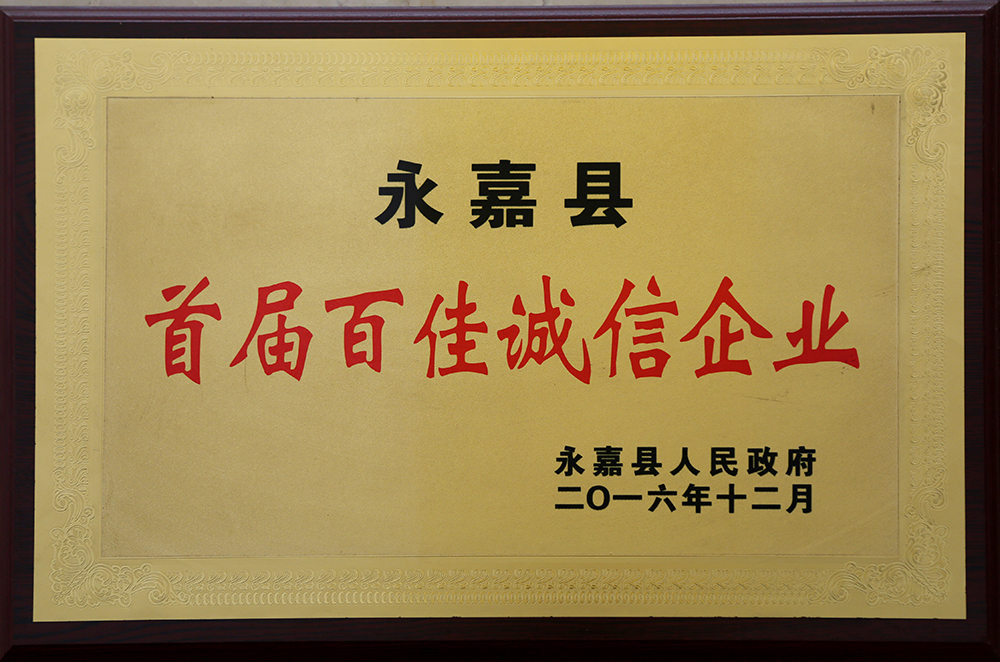 永嘉县
首届百佳诚信企业
永嘉县人民政府
二〇一六年十二月